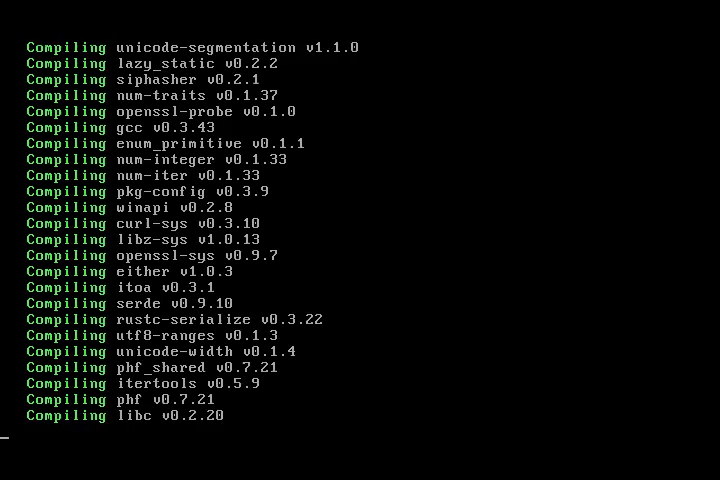 Compiling unicode-segmentation v1.1.0
Compiling lazy_static v0.2.2
Compiling siphasher v0.2.1
Compiling num-traits v0.1.37
Compiling openssl-probe v0.1.0
Compiling gcc v0.3.43
Compiling enum_primitive v0.1.1
Compiling num-integer v0.1.33
Compiling num-iter v0.1.33
Compiling pkg-config v0.3.9
Compiling winapi v0.2.8
Compiling curl-sys v0.3.10
Compiling libz-sys v1.0.13
Compiling openssl-sys v0.9.7
Compiling either v1.0.3
Compiling itoa v0.3.1
Compiling serde v0.9.10
Compiling rustc-serialize v0.3.22
Compiling utf8-ranges v0.1.3
Compiling unicode-width v0.1.4
Compiling phf_shared v0.7.21
Compiling itertools v0.5.9
Compiling phf v0.7.21
Compiling libc v0.2.20